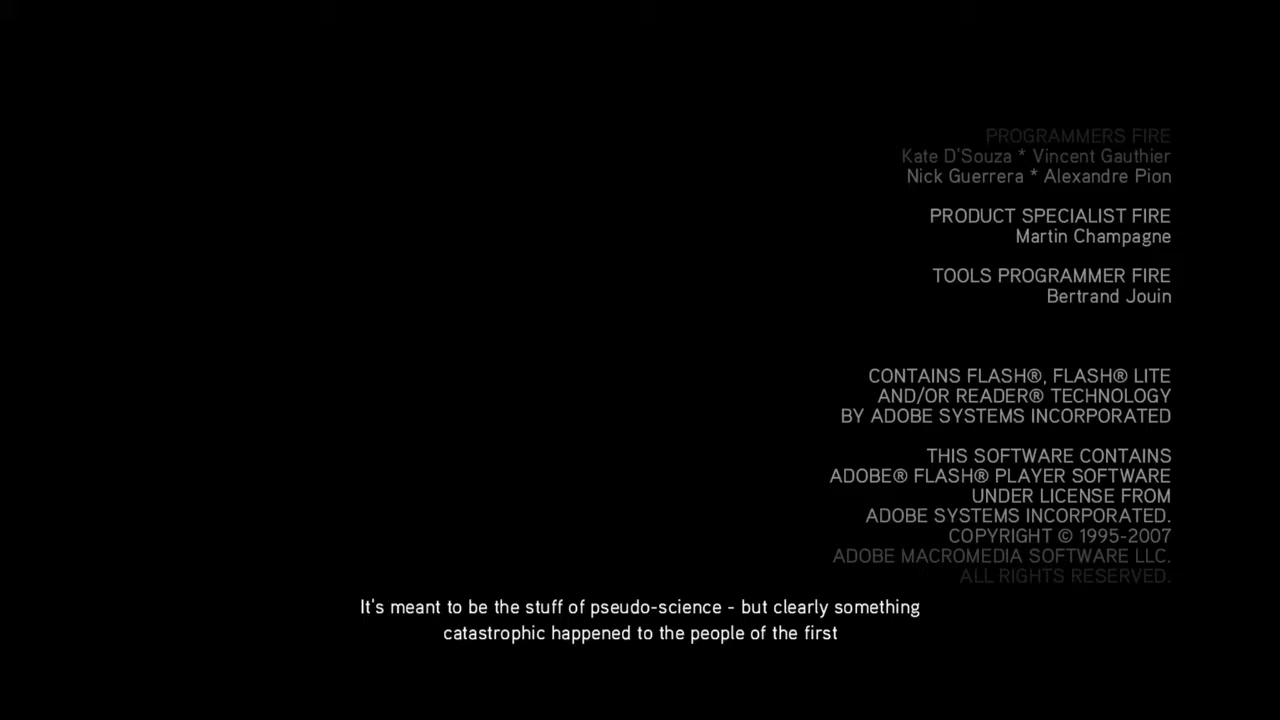 PROGRAMMERS FIRE
Kate D'Souza * Vincent Gauthier
Nick Guerrera * Alexandre Pion
PRODUCT SPECIALIST FIRE
Martin Champagne
TOOLS PROGRAMMER FIRE
Bertrand Jouin
CONTAINS FLASH®, FLASH® LITE
AND/OR READER® TECHNOLOGY
BY ADOBE SYSTEMS INCORPORATED
THIS SOFTWARE CONTAINS
ADOBE® FLASH® PLAYER SOFTWARE
UNDER LICENSE FROM
ADOBE SYSTEMS INCORPORATED.
COPYRIGHT © 1995-2007
ADOBE MACROMEDIA SOFTWARE LLC.
ALL RIGHTS RESERVED.
It's meant to be the stuff of pseudo-science - but clearly something
catastrophic happened to the people of the first